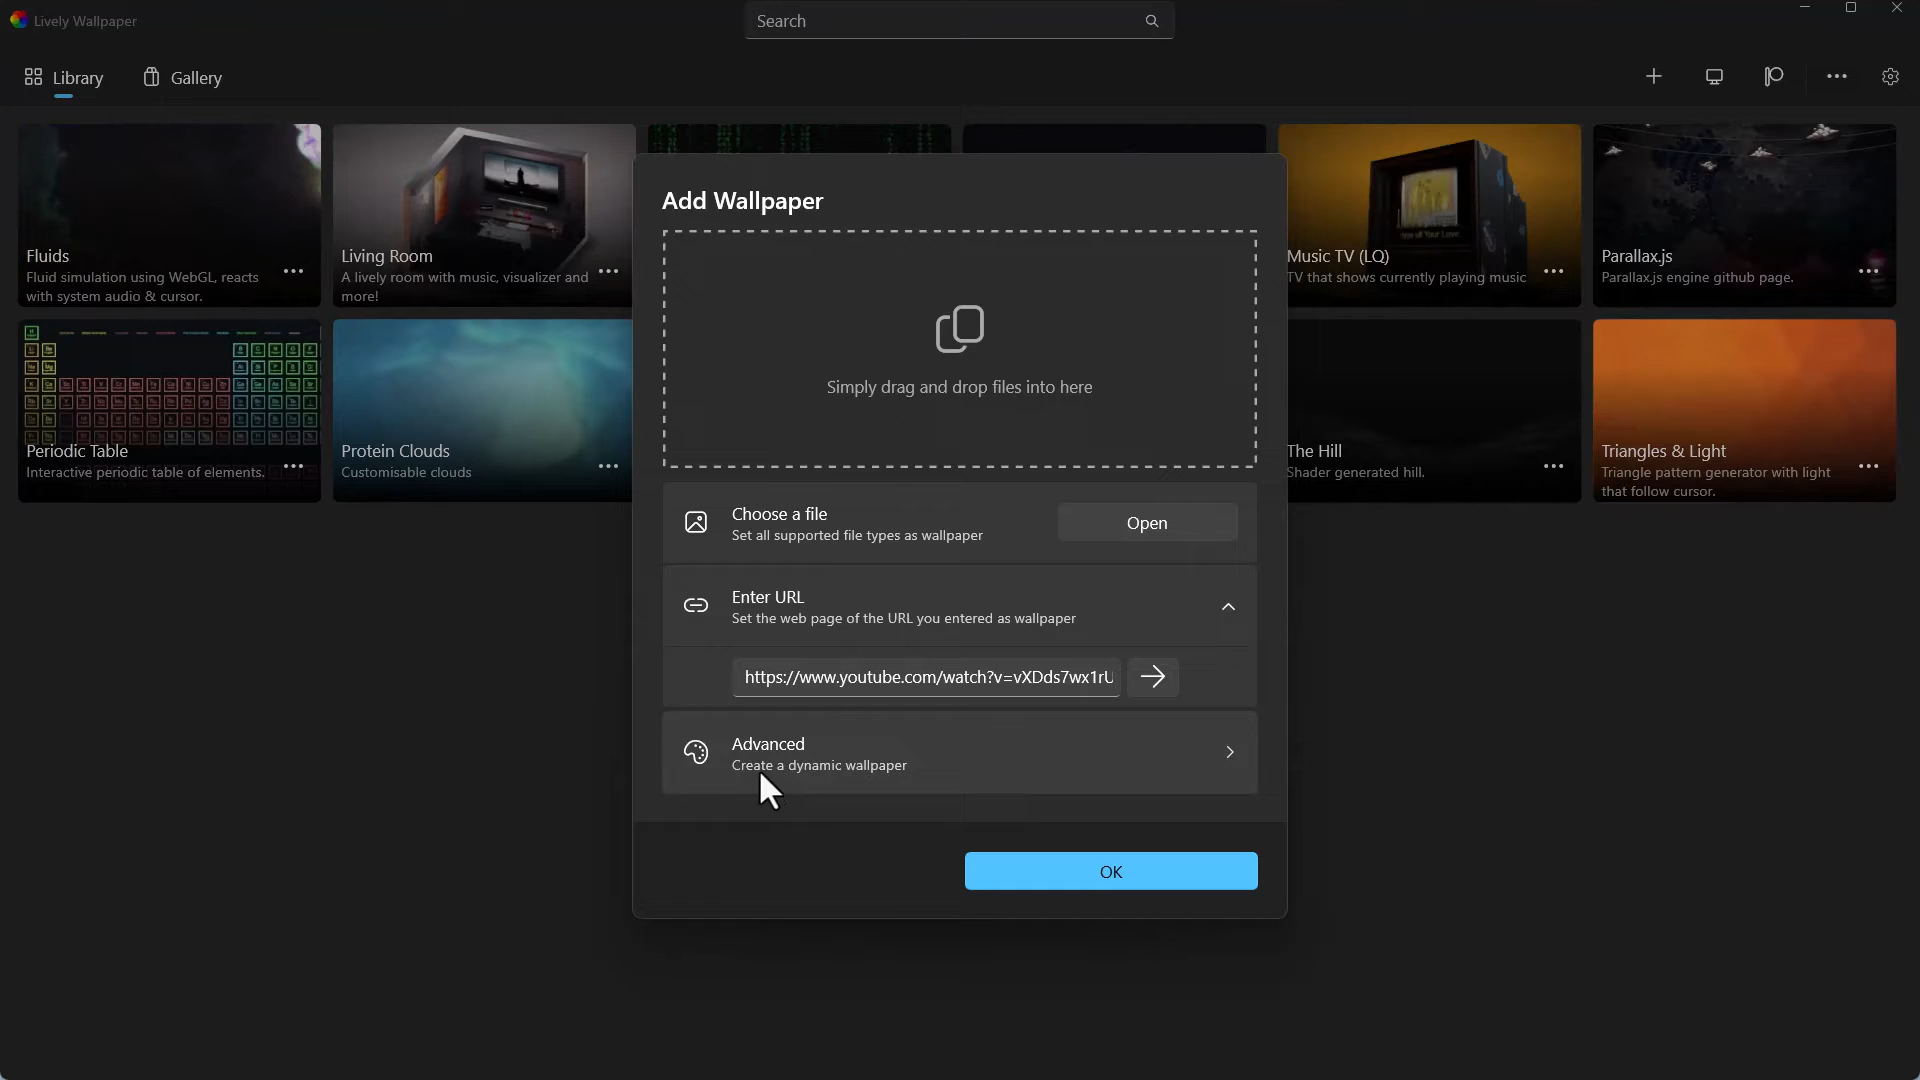 Lively Wallpaper
Search
Library
Gallery
Add Wallpaper
Simply drag and drop files into here
Choose a file
Set all supported file types as wallpaper
Open
Enter URL
Set the web page of the URL you entered as wallpaper
https://www.youtube.com/watch?v=vXDds7wx1rU
Advanced
Create a dynamic wallpaper
OK
Fluids
Fluid simulation using WebGL, reacts
with system audio & cursor.
Living Room
A lively room with music, visualizer and
more!
Music TV (LQ)
TV that shows currently playing music
Parallax.js
Parallax.js engine github page.
Periodic Table
Interactive periodic table of elements.
Protein Clouds
Customisable clouds
The Hill
Shader generated hill.
Triangles & Light
Triangle pattern generator with light
that follow cursor.